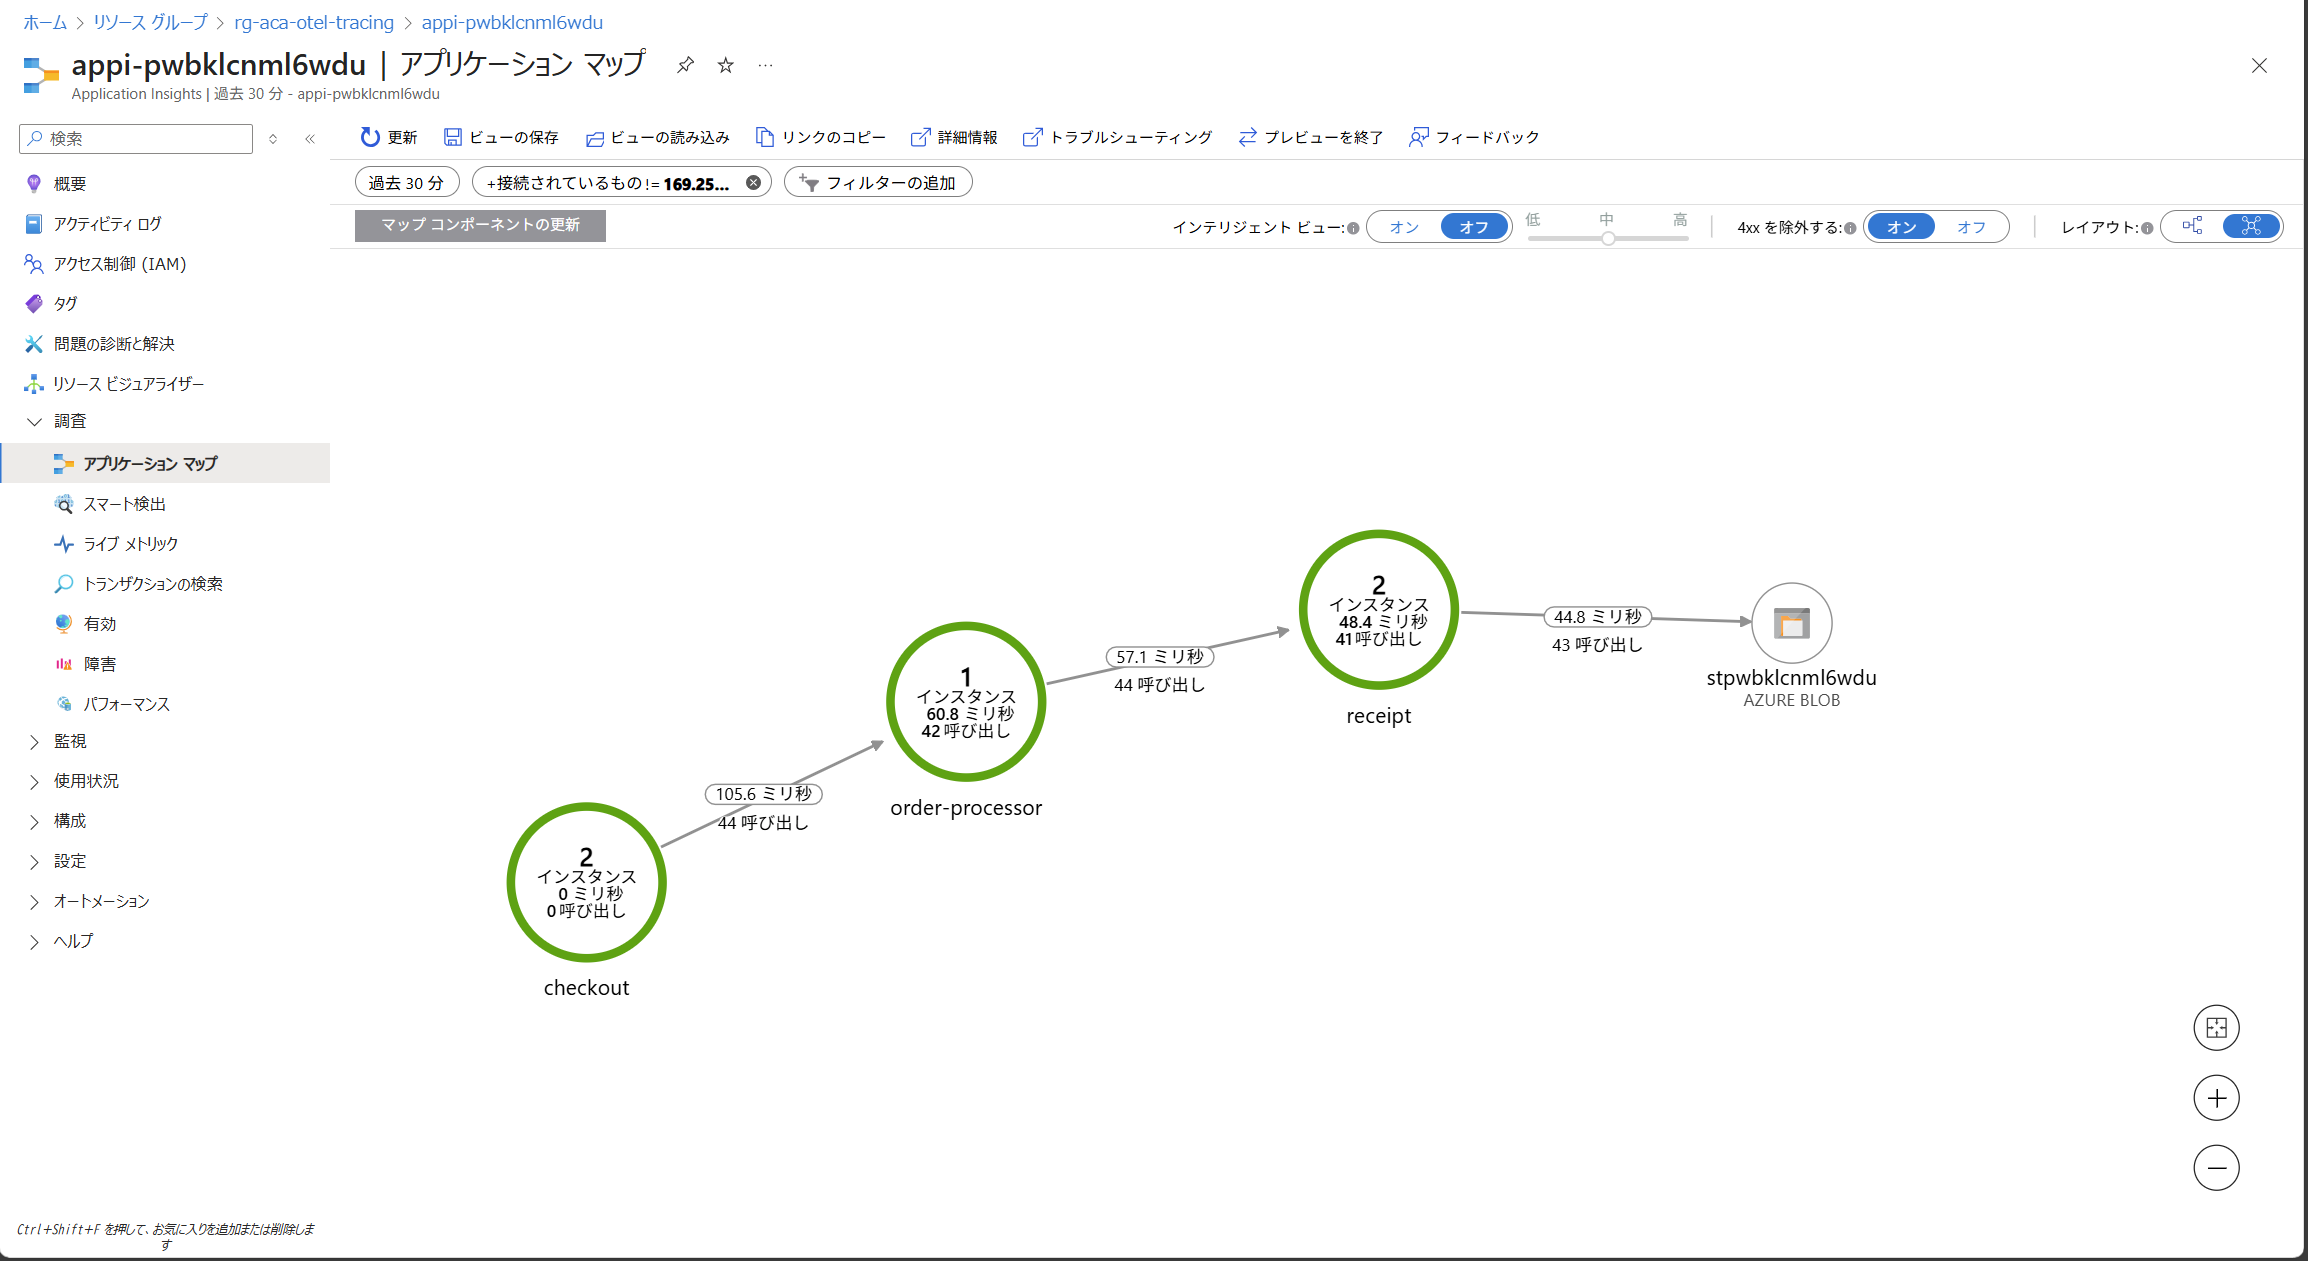 ホーム > リソース グループ > rg-aca-otel-tracing > appi-pwbklcnml6wdu
appi-pwbklcnml6wdu | アプリケーション マップ
Application Insights | 過去 30 分 - appi-pwbklcnml6wdu
検索
更新 ビューの保存 ビューの読み込み リンクのコピー 詳細情報 トラブルシューティング プレビューを終了 フィードバック
過去 30 分 +接続されているもの != 169.25... フィルターの追加
マップ コンポーネントの更新
インテリジェント ビュー: オン オフ 低 中 高 4xx を除外する: オン オフ レイアウト:
概要
アクティビティ ログ
アクセス制御 (IAM)
タグ
問題の診断と解決
リソース ビジュアライザー
調査
アプリケーション マップ
スマート検出
ライブ メトリック
トランザクションの検索
有効
障害
パフォーマンス
監視
使用状況
構成
設定
オートメーション
ヘルプ
Ctrl+Shift+F を押して、お気に入りを追加または削除しま
す
2
インスタンス
0 ミリ秒
0 呼び出し
checkout
105.6 ミリ秒
44 呼び出し
1
インスタンス
60.8 ミリ秒
42 呼び出し
order-processor
57.1 ミリ秒
44 呼び出し
2
インスタンス
48.4 ミリ秒
41 呼び出し
receipt
44.8 ミリ秒
43 呼び出し
stpwbklcnml6wdu
AZURE BLOB